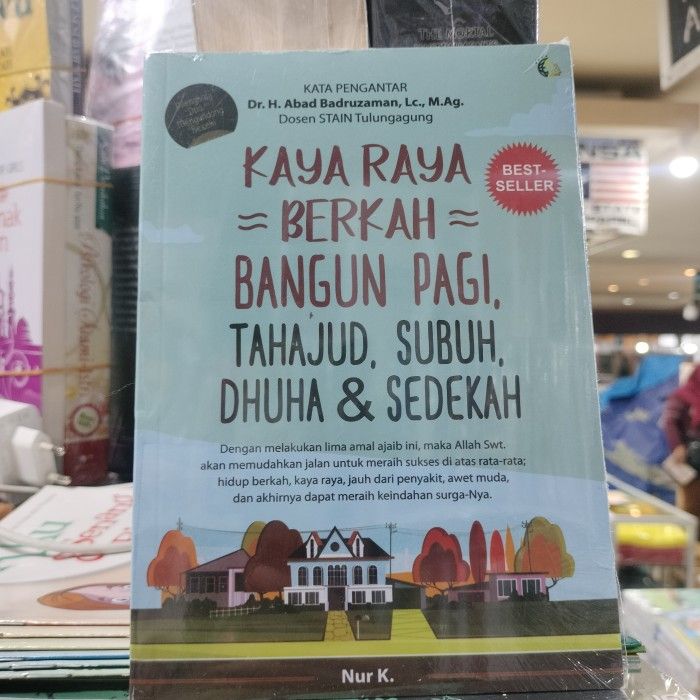 THE MORTAL
KATA PENGANTAR
Dr. H. Abad Badruzaman, Lc., M.Ag.
Dosen STAIN Tulungagung
KAYA RAYA
BERKAH
BANGUN PAGI,
TAHAJUD, SUBUH,
DHUHA & SEDEKAH
BEST-
SELLER
Dengan melakukan lima amal ajaib ini, maka Allah Swt.
akan memudahkan jalan untuk meraih sukses di atas rata-rata;
hidup berkah, kaya raya, jauh dari penyakit, awet muda,
dan akhirnya dapat meraih keindahan surga-Nya.
Nur K.